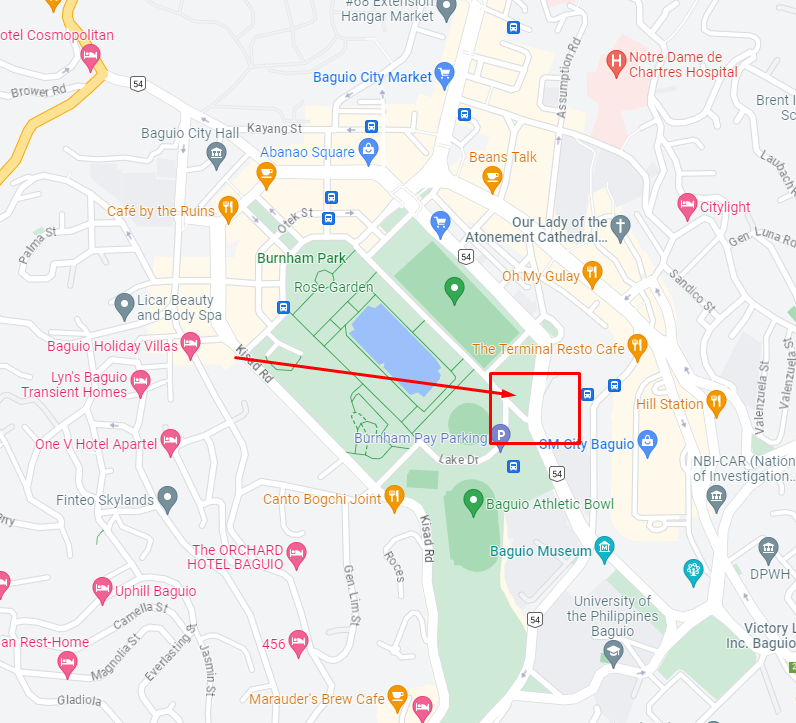 #68 Extension
Hangar Market
otel Cosmopolitan
54
Brower Rd
Baguio City Market
Assumption Rd
H
Notre Dame de
Chartres Hospital
Brent I
Sc
Baguio City Hall
Kayang St
Abanao Square
Beans Talk
Laubach R
Café by the Ruins
Otek St
Citylight
Palma St
Our Lady of the
Atonement Cathedral...
Gen. Luna Rd
54
Burnham Park
Oh My Gulay
Rose Garden
Sandico St
Licar Beauty
and Body Spa
Baguio Holiday Villas
Kisad Rd
The Terminal Resto Cafe
Lyn's Baguio
Transient Homes
Valenzuela St
Valenzuela St
Hill Station
One V Hotel Apartel
Burnham Pay Parking
P
SM City Baguio
Lake Dr
54
NBI-CAR (Nation
of Investigation...
Finteo Skylands
Canto Bogchi Joint
Baguio Athletic Bowl
Kisad Rd
The ORCHARD
HOTEL BAGUIO
Roces
Baguio Museum
DPWH
Gen. Lim St
Uphill Baguio
Camella St
University of
the Philippines
Baguio
54
Victory L
Inc. Baguio
an Rest-Home
Magnolia St
Everlasting
Jasmin St
456
Gladiola
Marauder's Brew Cafe